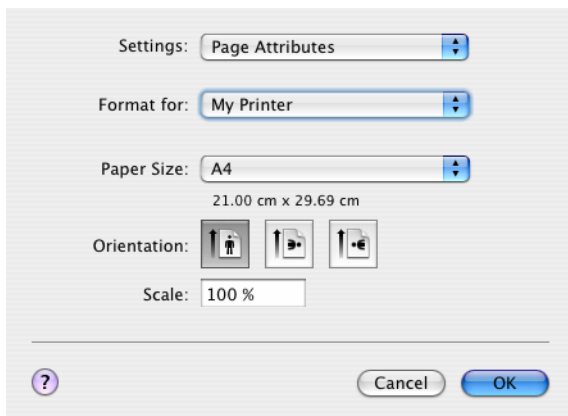 Settings: Page Attributes
Format for: My Printer
Paper Size: A4
21.00 cm x 29.69 cm
Orientation:
Scale: 100 %
? Cancel OK